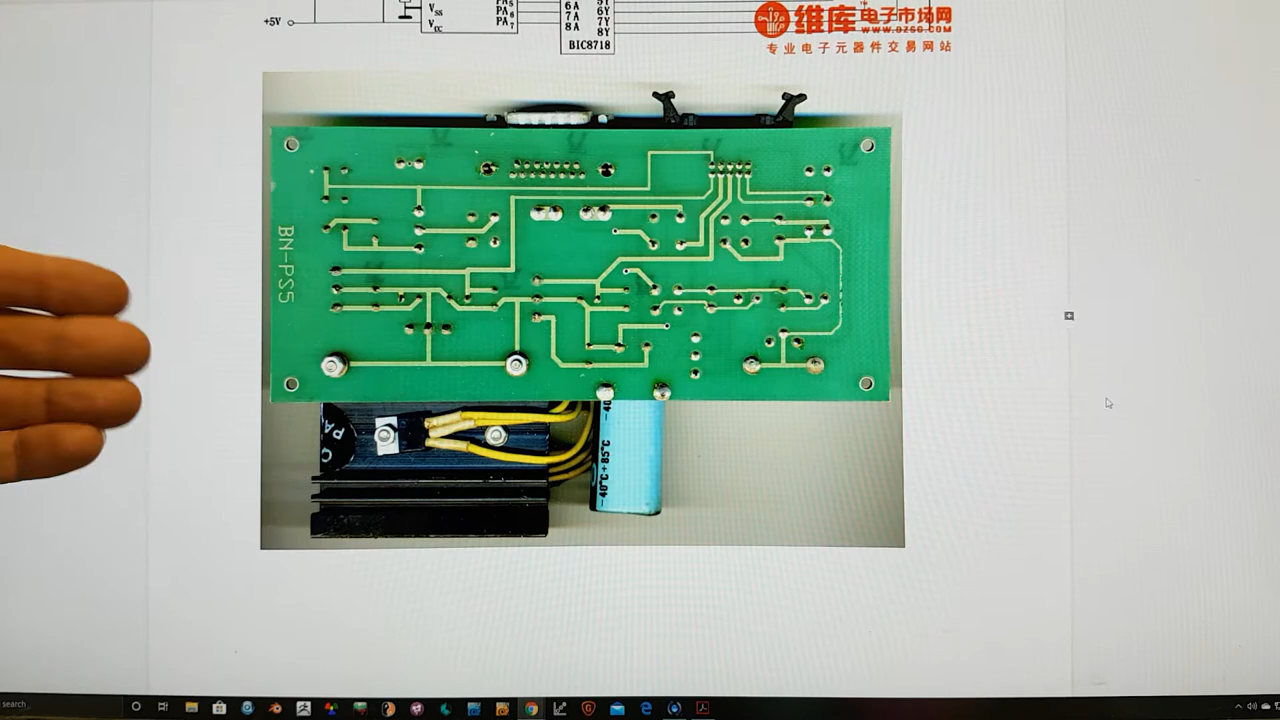 +5V
VSS
VCC
PA5
PA6
PA7
6A
7A
8A
5Y
6Y
7Y
8Y
BIC8718
维库电子市场网
WWW.DZSC.COM
专业电子元器件交易网站
BN-PS5
-40°C+85°C
-40
search